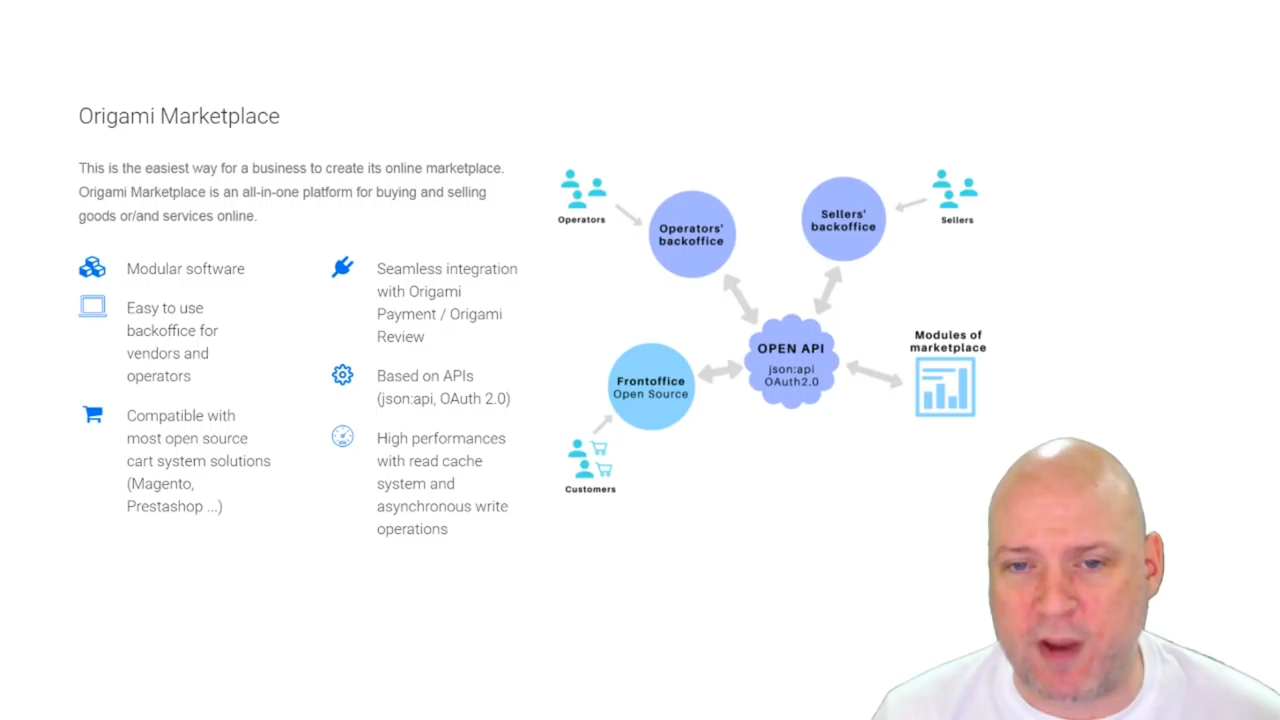 Origami Marketplace
This is the easiest way for a business to create its online marketplace.
Origami Marketplace is an all-in-one platform for buying and selling
goods or/and services online.
Modular software
Easy to use
backoffice for
vendors and
operators
Compatible with
most open source
cart system solutions
(Magento,
Prestashop ...)
Seamless integration
with Origami
Payment / Origami
Review
Based on APIs
(json:api, OAuth 2.0)
High performances
with read cache
system and
asynchronous write
operations
Operators
Operators'
backoffice
Sellers'
backoffice
Sellers
OPEN API
json:api
OAuth2.0
Modules of
marketplace
Frontoffice
Open Source
Customers